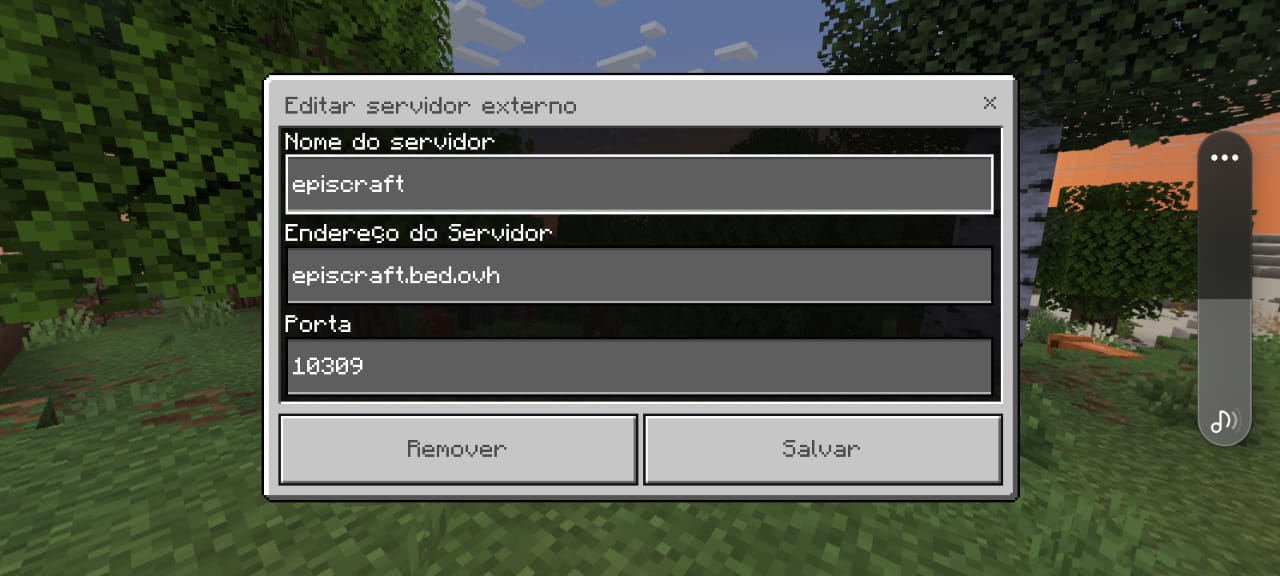 Editar servidor externo
Nome do servidor
episcraft
Endereço do Servidor
episcraft.bed.ovh
Porta
10309
Remover
Salvar